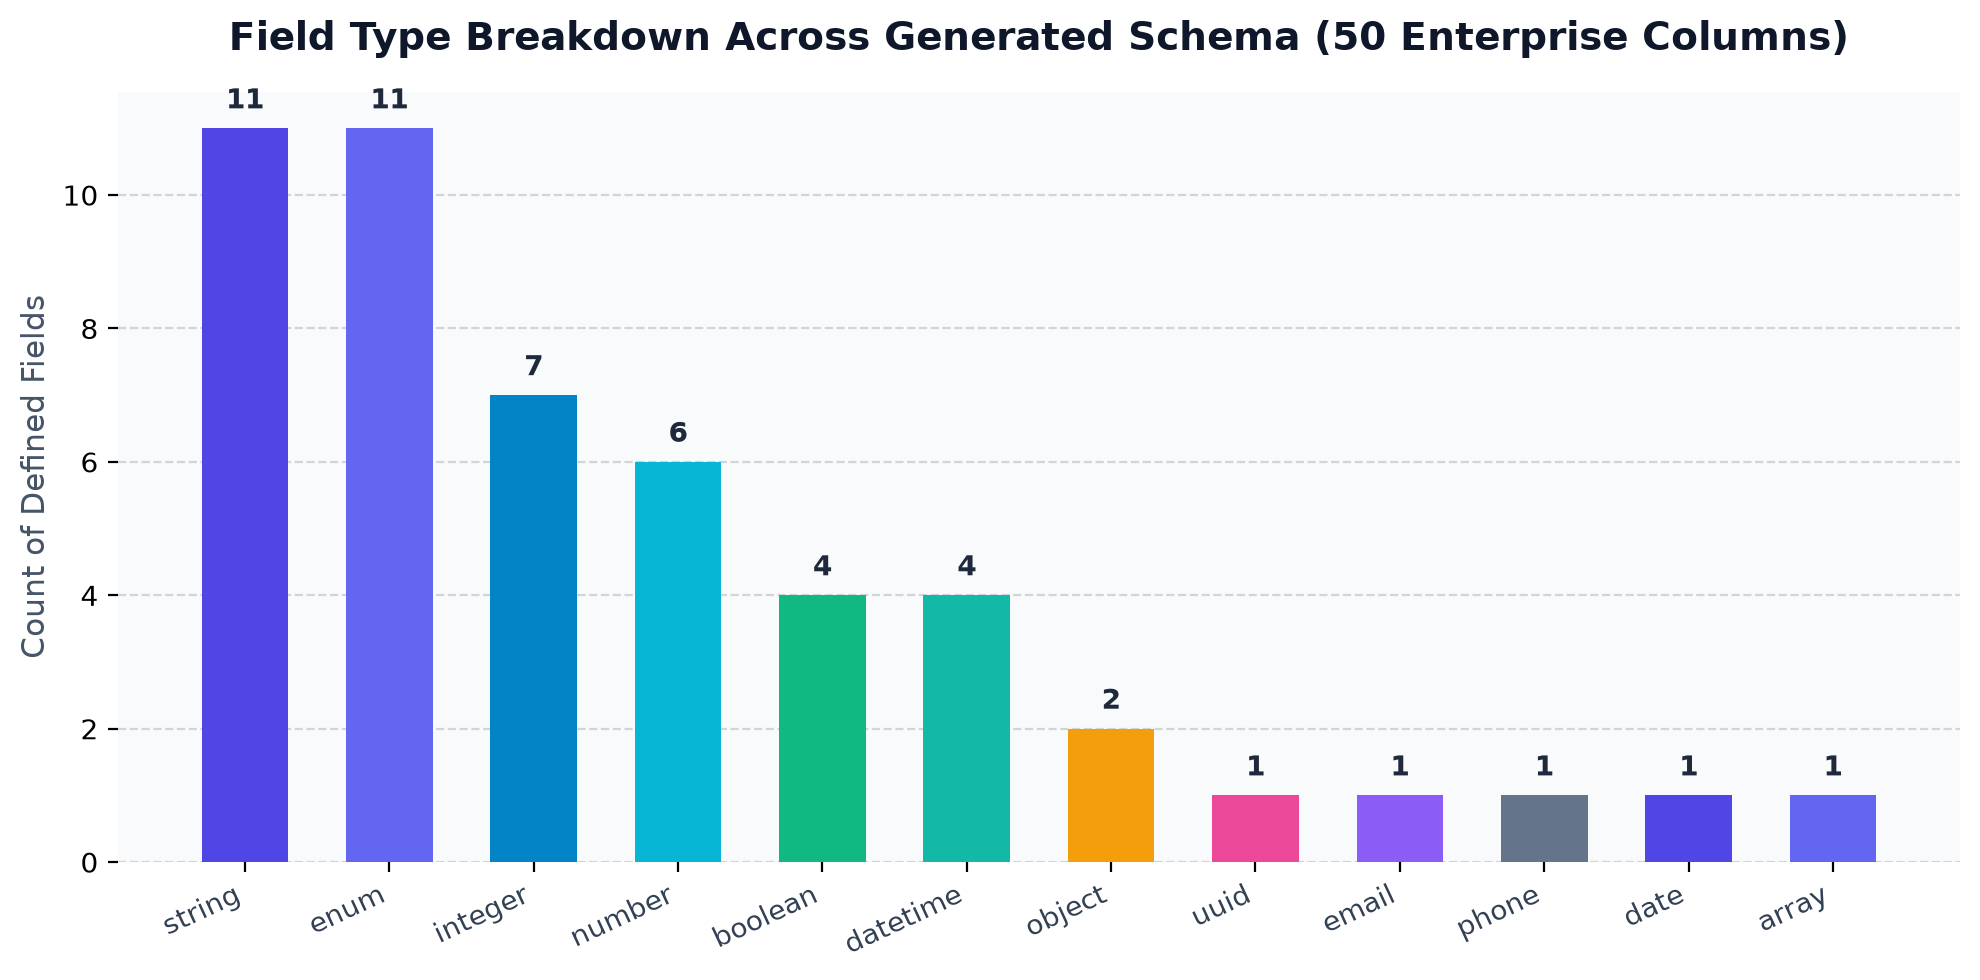 Field Type Breakdown Across Generated Schema (50 Enterprise Columns)
Count of Defined Fields
10
8
6
4
2
0
11
11
7
6
4
4
2
1
1
1
1
1
string
enum
integer
number
boolean
datetime
object
uuid
email
phone
date
array